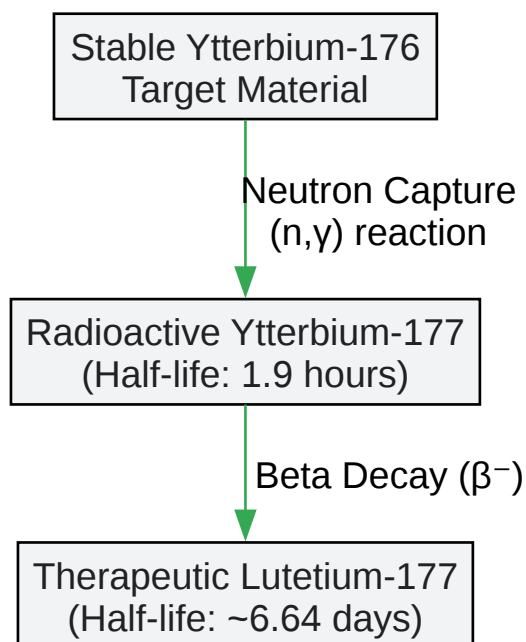 Stable Ytterbium-176
Target Material
Neutron Capture
(n,γ) reaction
Radioactive Ytterbium-177
(Half-life: 1.9 hours)
Beta Decay (β⁻)
Therapeutic Lutetium-177
(Half-life: ~6.64 days)